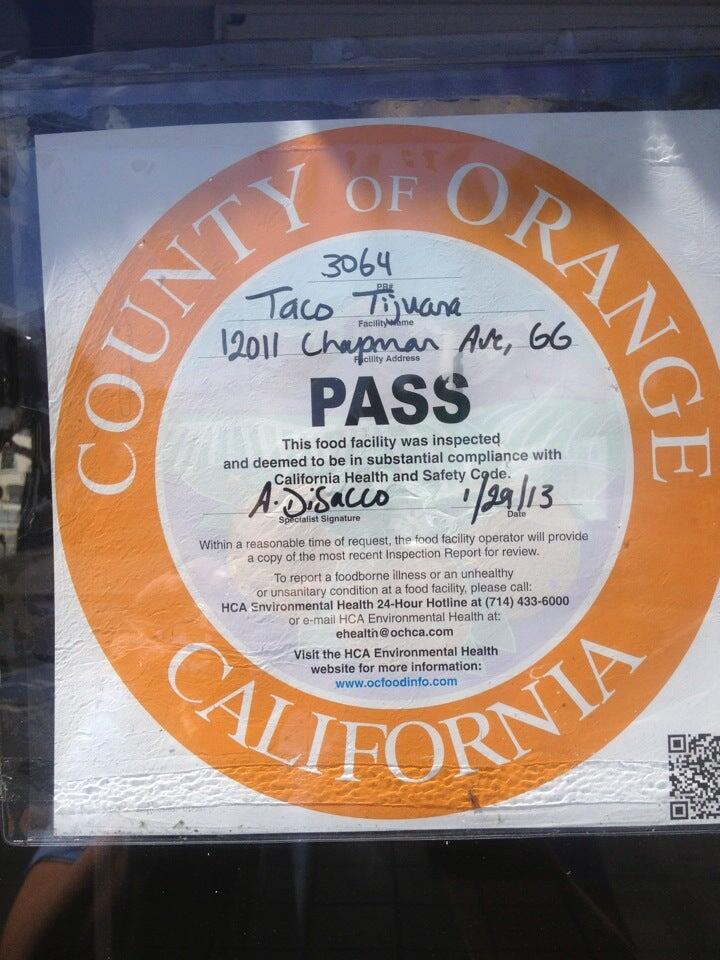 COUNTY OF ORANGE
3064
PR#
Taco Tijuana
Facility Name
12011 Chapman Ave, GG
Facility Address
PASS
This food facility was inspected
and deemed to be in substantial compliance with
California Health and Safety Code.
A. DiSacco 1/29/13
Specialist Signature Date
Within a reasonable time of request, the food facility operator will provide
a copy of the most recent Inspection Report for review.
To report a foodborne illness or an unhealthy
or unsanitary condition at a food facility, please call:
HCA Environmental Health 24-Hour Hotline at (714) 433-6000
or e-mail HCA Environmental Health at:
ehealth@ochca.com
Visit the HCA Environmental Health
website for more information:
www.ocfoodinfo.com
CALIFORNIA